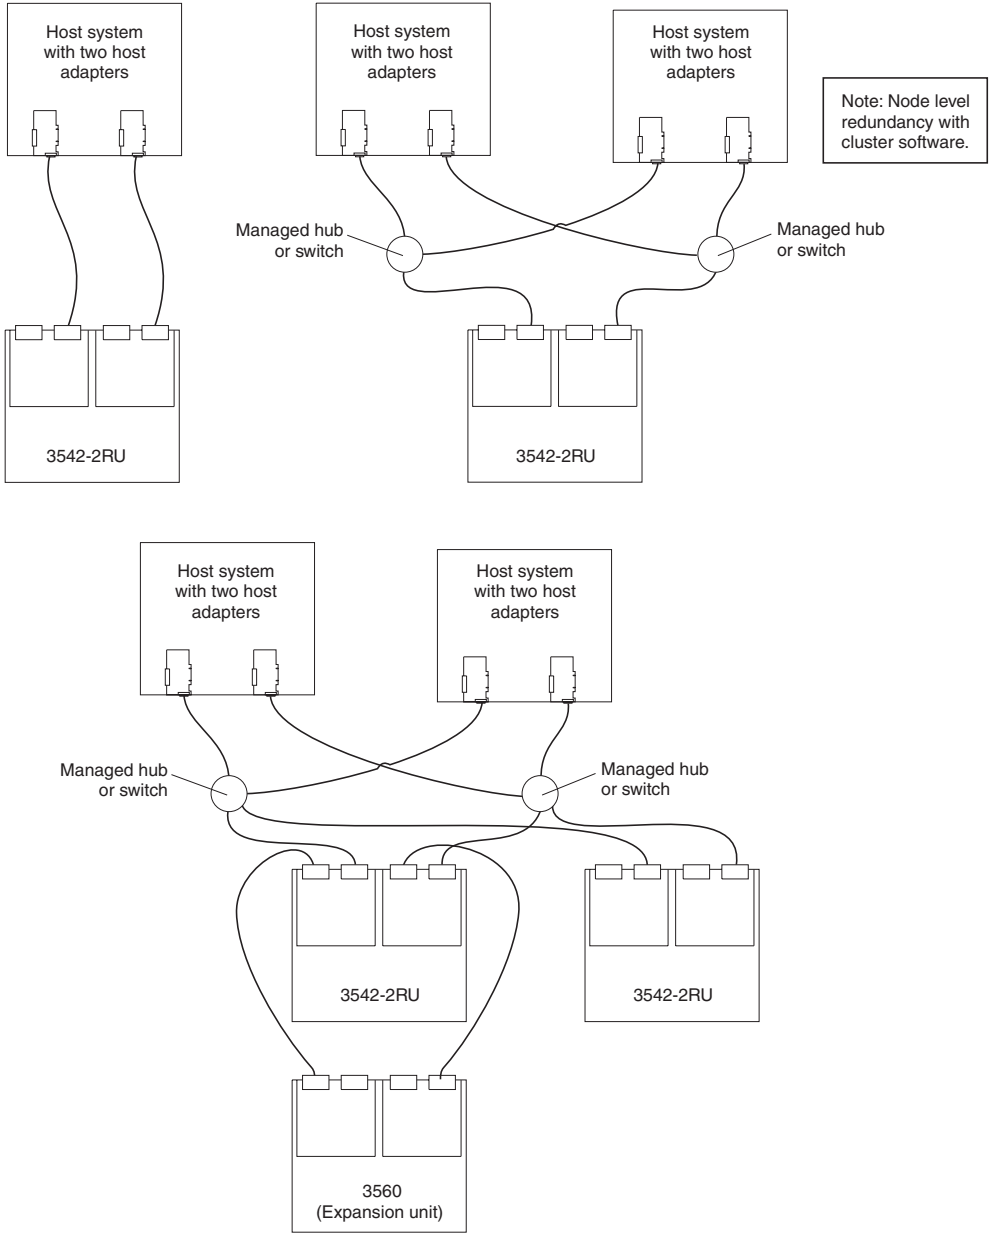 Host system
with two host
adapters
Host system
with two host
adapters
Host system
with two host
adapters
Note: Node level
redundancy with
cluster software.
Managed hub
or switch
Managed hub
or switch
3542-2RU
3542-2RU
Host system
with two host
adapters
Host system
with two host
adapters
Managed hub
or switch
Managed hub
or switch
3542-2RU
3542-2RU
3560
(Expansion unit)